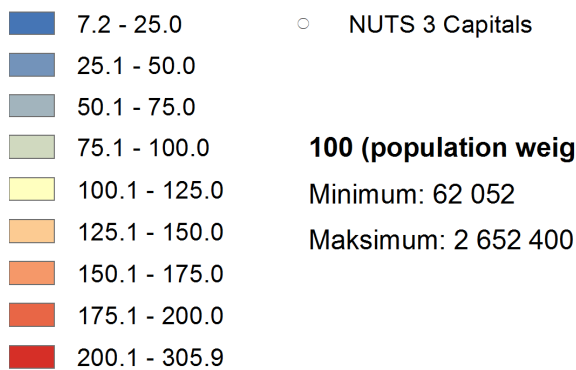 7.2 - 25.0
25.1 - 50.0
50.1 - 75.0
75.1 - 100.0
100.1 - 125.0
125.1 - 150.0
150.1 - 175.0
175.1 - 200.0
200.1 - 305.9
NUTS 3 Capitals
100 (population weig
Minimum: 62 052
Maksimum: 2 652 400